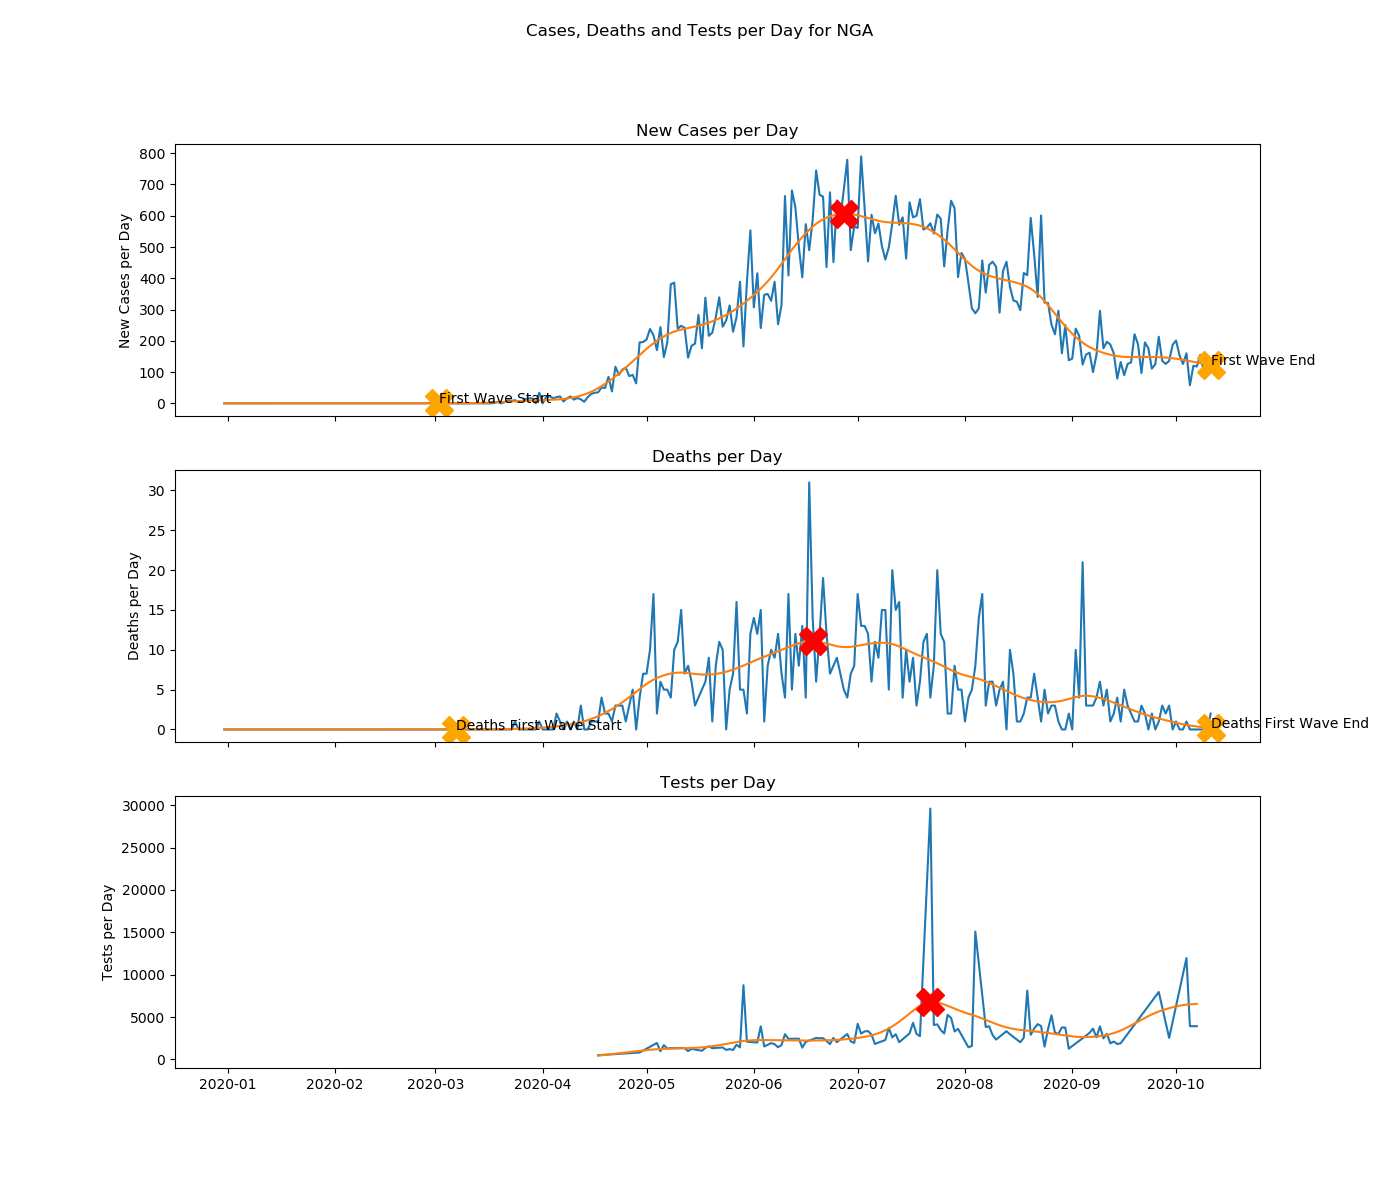 Cases, Deaths and Tests per Day for NGA
New Cases per Day
New Cases per Day
800
700
600
500
400
300
200
100
0
First Wave Start
First Wave End
Deaths per Day
Deaths per Day
30
25
20
15
10
5
0
Deaths First Wave Start
Deaths First Wave End
Tests per Day
Tests per Day
30000
25000
20000
15000
10000
5000
0
2020-01 2020-02 2020-03 2020-04 2020-05 2020-06 2020-07 2020-08 2020-09 2020-10